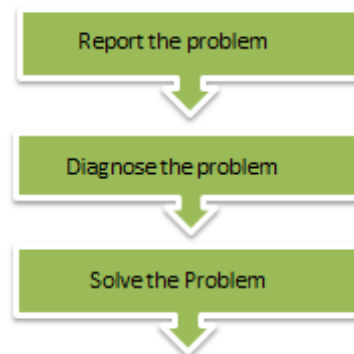 Report the problem
Diagnose the problem
Solve the Problem